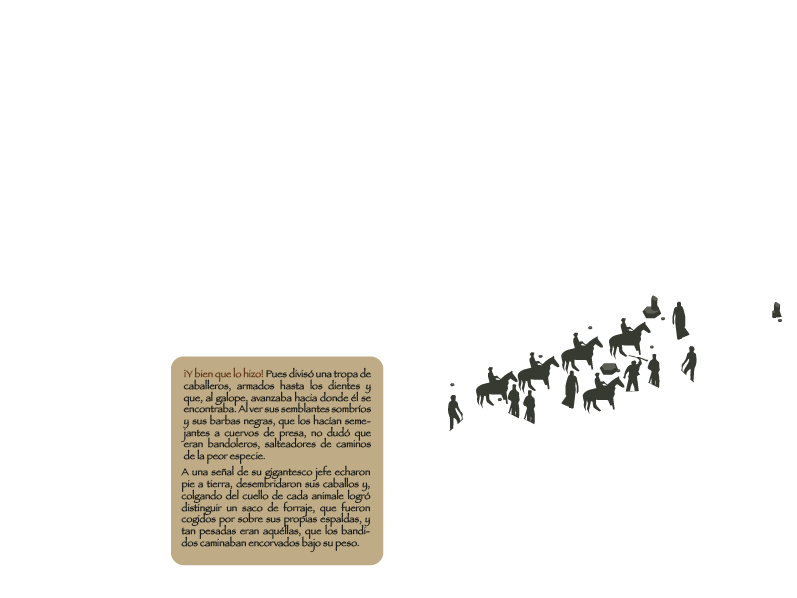 ¡Y bien que lo hizo! Pues divisó una tropa de
caballeros, armados hasta los dientes y
que, al galope, avanzaba hacia donde él se
encontraba. Al ver sus semblantes sombríos
y sus barbas negras, que los hacían seme-
jantes a cuervos de presa, no dudó que
eran bandoleros, salteadores de caminos
de la peor especie.
A una señal de su gigantesco jefe echaron
pie a tierra, desembridaron sus caballos y,
colgando del cuello de cada animale logró
distinguir un saco de forraje, que fueron
cogidos por sobre sus propias espaldas, y
tan pesadas eran aquéllas, que los bandi-
dos caminaban encorvados bajo su peso.